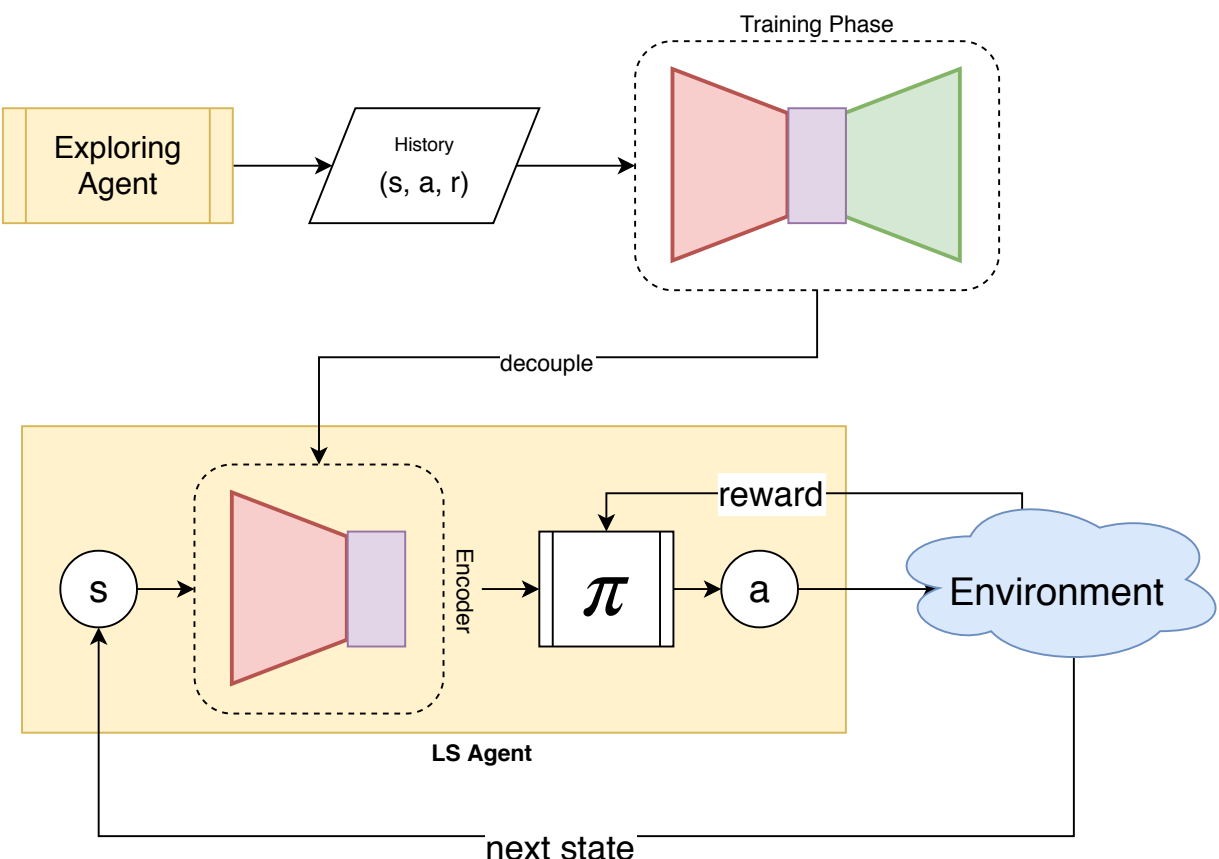 Training Phase
Exploring
Agent
History
(s, a, r)
decouple
reward
s
Encoder
π
a
Environment
LS Agent
next state